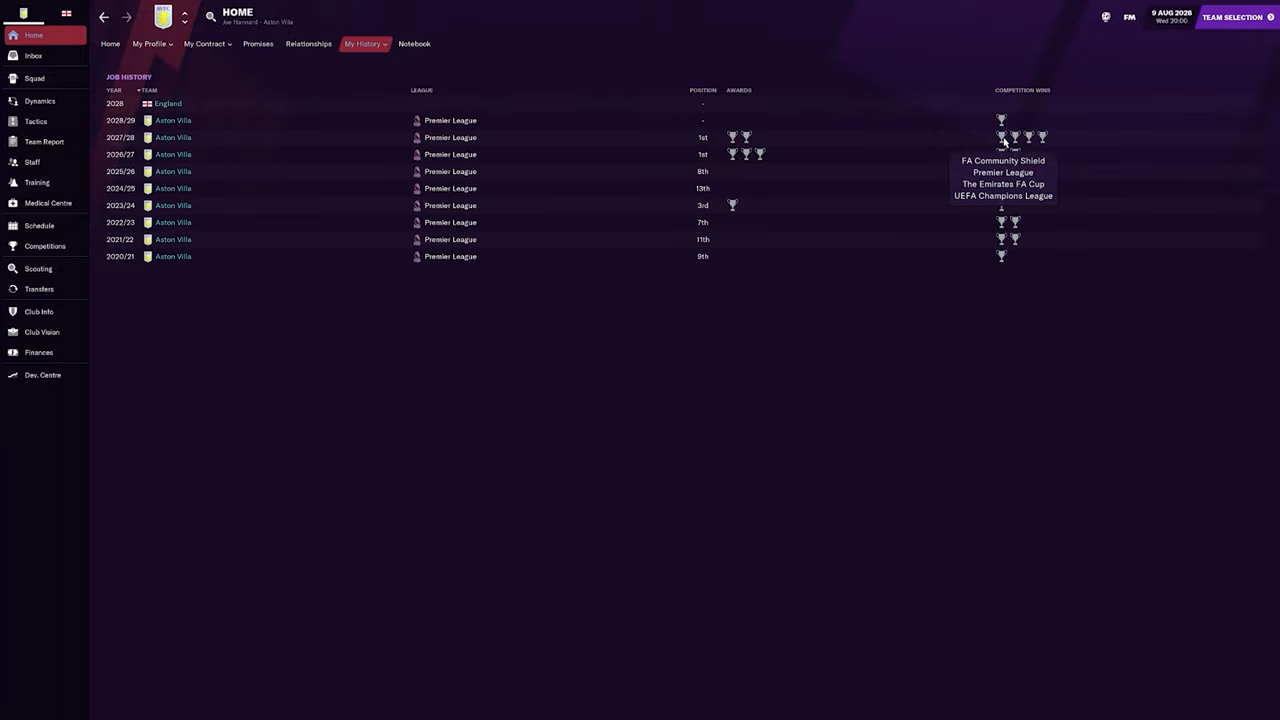 HOME
Joe Hannard - Aston Villa
FM
9 AUG 2028
Wed 20:00
TEAM SELECTION
Home
Inbox
Squad
Dynamics
Tactics
Team Report
Staff
Training
Medical Centre
Schedule
Competitions
Scouting
Transfers
Club Info
Club Vision
Finances
Dev. Centre
Home My Profile My Contract Promises Relationships My History Notebook
JOB HISTORY
YEAR TEAM LEAGUE POSITION AWARDS COMPETITION WINS
2028 England -
2028/29 Aston Villa Premier League -
2027/28 Aston Villa Premier League 1st
2026/27 Aston Villa Premier League 1st
2025/26 Aston Villa Premier League 8th
2024/25 Aston Villa Premier League 13th
2023/24 Aston Villa Premier League 3rd
2022/23 Aston Villa Premier League 7th
2021/22 Aston Villa Premier League 11th
2020/21 Aston Villa Premier League 9th
FA Community Shield
Premier League
The Emirates FA Cup
UEFA Champions League